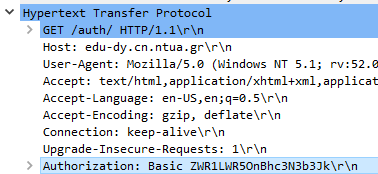 Hypertext Transfer Protocol
GET /auth/ HTTP/1.1\r\n
Host: edu-dy.cn.ntua.gr\r\n
User-Agent: Mozilla/5.0 (Windows NT 5.1; rv:52.0
Accept: text/html,application/xhtml+xml,applicat
Accept-Language: en-US,en;q=0.5\r\n
Accept-Encoding: gzip, deflate\r\n
Connection: keep-alive\r\n
Upgrade-Insecure-Requests: 1\r\n
Authorization: Basic ZWR1LWR5OnBhc3N3b3Jk\r\n